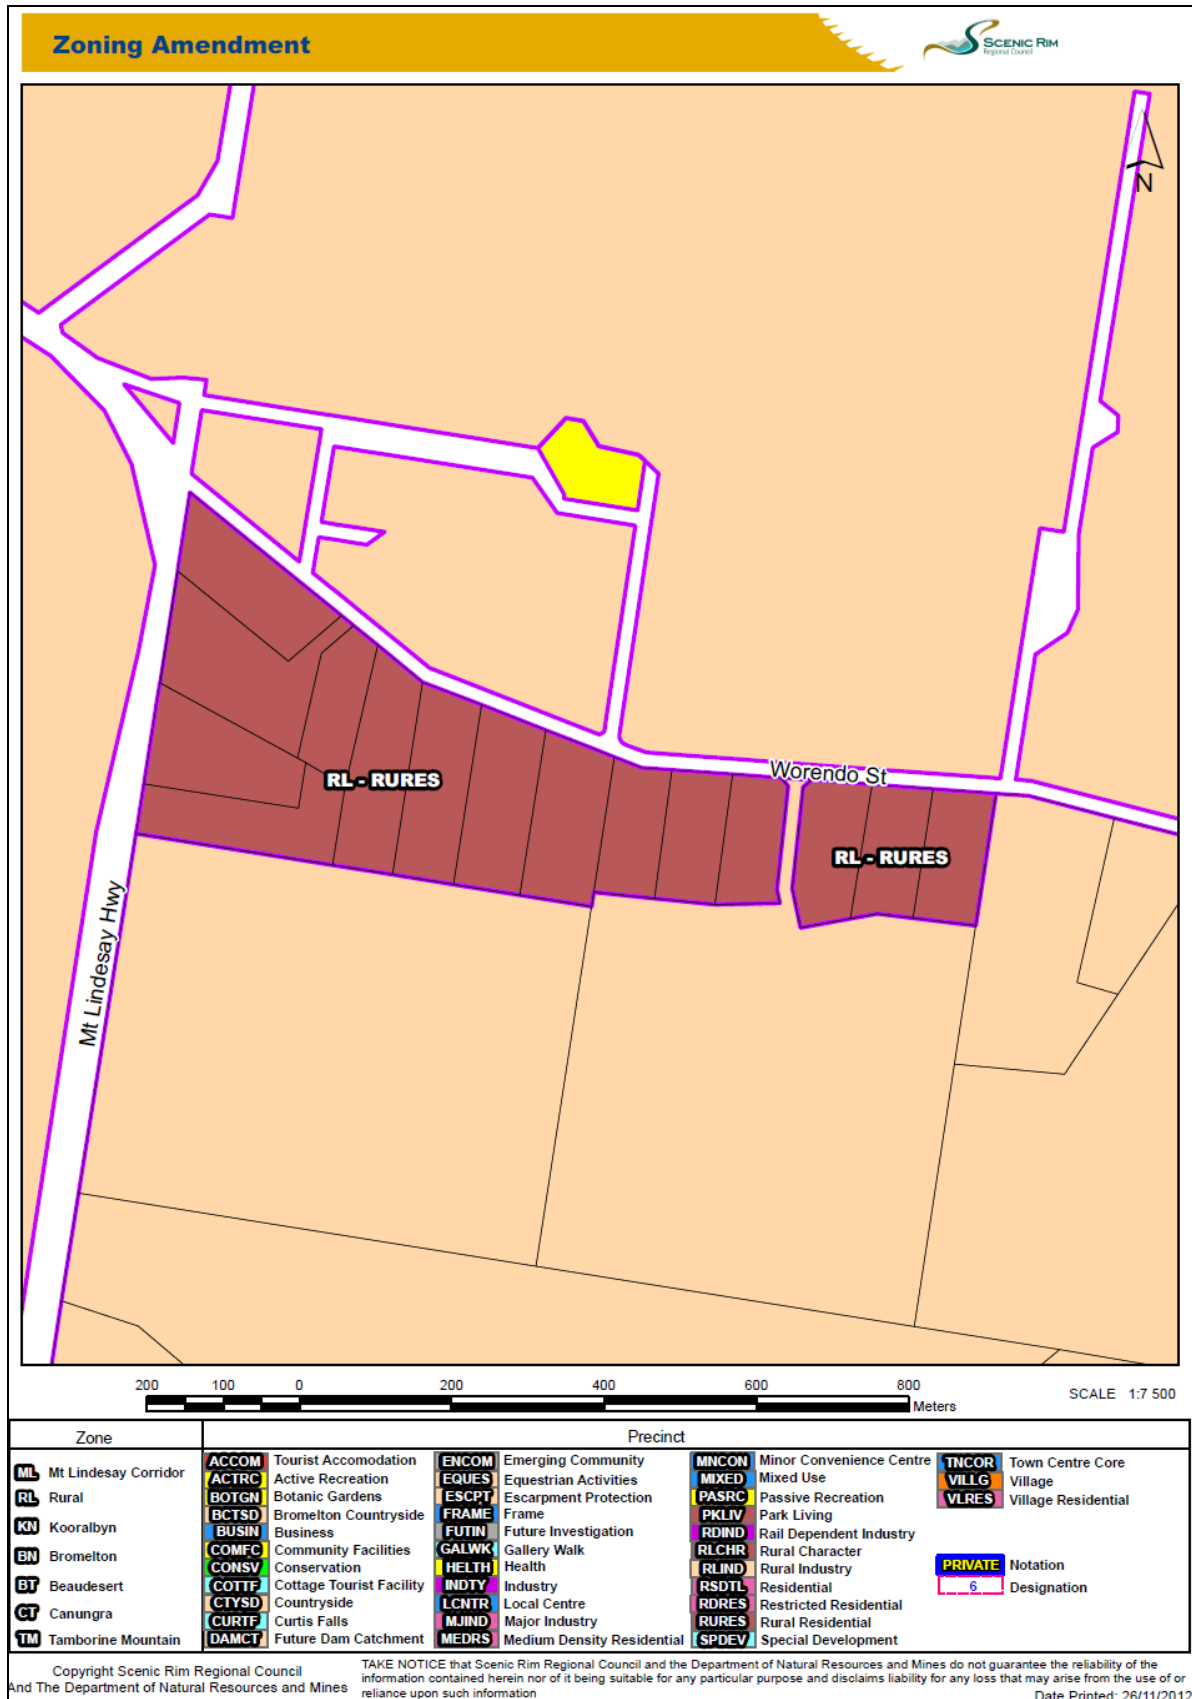 Zoning Amendment
SCENIC RIM
Regional Council
N
Worendo St
RL - RURES
RL - RURES
Mt Lindesay Hwy
200 100 0 200 400 600 800
Meters
SCALE 1:7 500
Zone
Precinct
ML Mt Lindesay Corridor
RL Rural
KN Kooralbyn
BN Bromelton
BT Beaudesert
CT Canungra
TM Tamborine Mountain
ACCOM Tourist Accomodation
ACTRC Active Recreation
BOTGN Botanic Gardens
BCTSD Bromelton Countryside
BUSIN Business
COMFC Community Facilities
CONSV Conservation
COTTF Cottage Tourist Facility
CTYSD Countryside
CURTF Curtis Falls
DAMCT Future Dam Catchment
ENCOM Emerging Community
EQUES Equestrian Activities
ESCPT Escarpment Protection
FRAME Frame
FUTIN Future Investigation
GALWK Gallery Walk
HELTH Health
INDTY Industry
LCNTR Local Centre
MJIND Major Industry
MEDRS Medium Density Residential
MNCON Minor Convenience Centre
MIXED Mixed Use
PASRC Passive Recreation
PKLIV Park Living
RDIND Rail Dependent Industry
RLCHR Rural Character
RLIND Rural Industry
RSDTL Residential
RDRES Restricted Residential
RURES Rural Residential
SPDEV Special Development
TNCOR Town Centre Core
VILLG Village
VLRES Village Residential
PRIVATE Notation
6 Designation
Copyright Scenic Rim Regional Council
And The Department of Natural Resources and Mines
TAKE NOTICE that Scenic Rim Regional Council and the Department of Natural Resources and Mines do not guarantee the reliability of the
information contained herein nor of it being suitable for any particular purpose and disclaims liability for any loss that may arise from the use of or
reliance upon such information
Date Printed: 26/11/2012